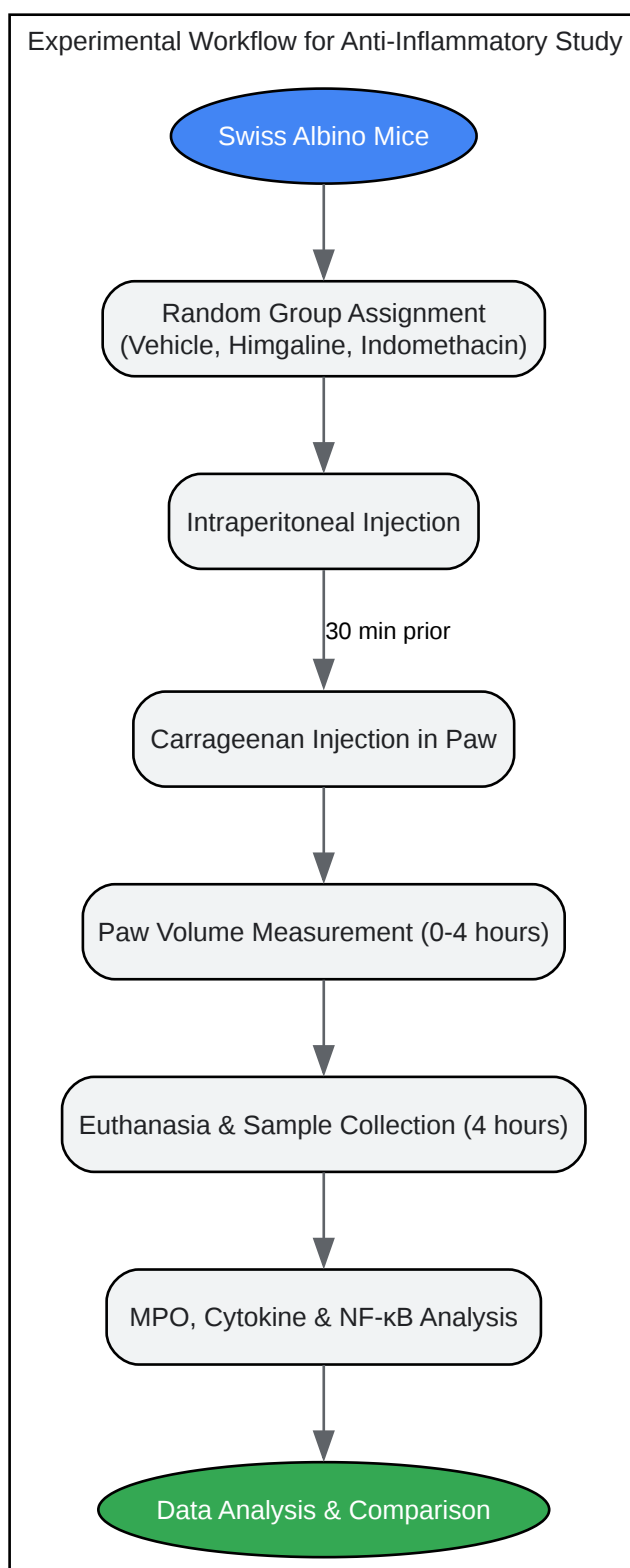 Experimental Workflow for Anti-Inflammatory Study
Swiss Albino Mice
Random Group Assignment
(Vehicle, Himgaline, Indomethacin)
Intraperitoneal Injection
30 min prior
Carrageenan Injection in Paw
Paw Volume Measurement (0-4 hours)
Euthanasia & Sample Collection (4 hours)
MPO, Cytokine & NF-κB Analysis
Data Analysis & Comparison